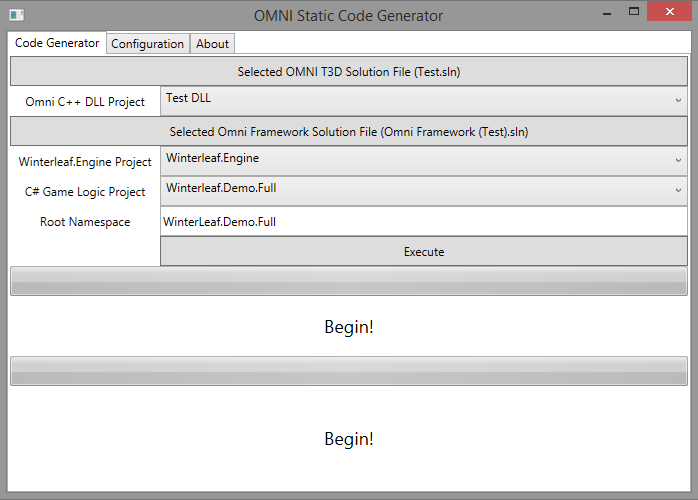 OMNI Static Code Generator
Code Generator Configuration About
Selected OMNI T3D Solution File (Test.sln)
Omni C++ DLL Project Test DLL
Selected Omni Framework Solution File (Omni Framework (Test).sln)
Winterleaf.Engine Project Winterleaf.Engine
C# Game Logic Project Winterleaf.Demo.Full
Root Namespace WinterLeaf.Demo.Full
Execute
Begin!
Begin!